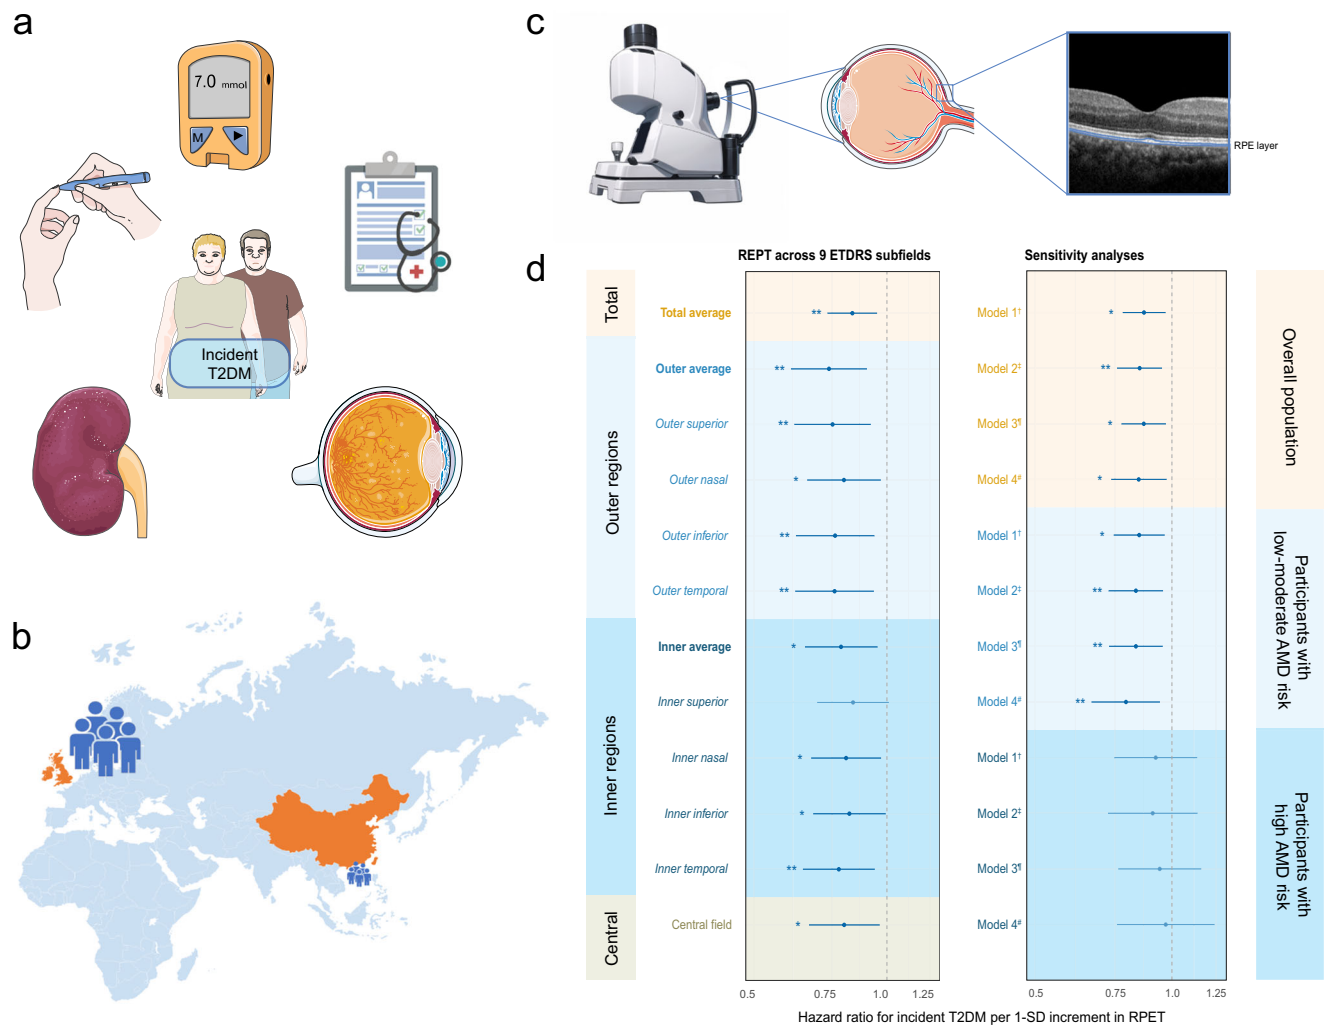 a
7.0 mmol
M
Incident
T2DM
b
c
RPE layer
d
REPT across 9 ETDRS subfields
Sensitivity analyses
Total
Outer regions
Inner regions
Central
Total average
**
Outer average
**
Outer superior
**
Outer nasal
*
Outer inferior
**
Outer temporal
**
Inner average
*
Inner superior
Inner nasal
*
Inner inferior
*
Inner temporal
**
Central field
*
0.5 0.75 1.0 1.25
Model 1†
*
Model 2‡
**
Model 3¶
*
Model 4#
*
Model 1†
*
Model 2‡
**
Model 3¶
**
Model 4#
**
Model 1†
Model 2‡
Model 3¶
Model 4#
0.5 0.75 1.0 1.25
Overall population
Participants with
low-moderate AMD risk
Participants with
high AMD risk
Hazard ratio for incident T2DM per 1-SD increment in RPET